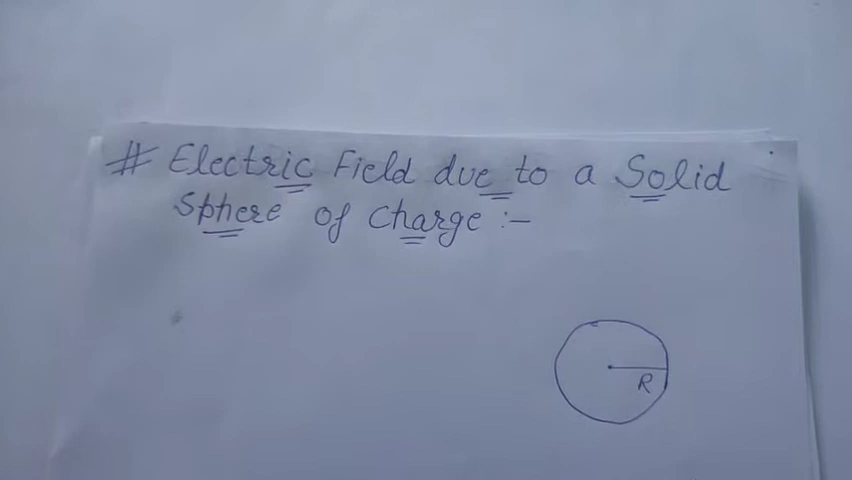 # Electric Field due to a Solid
Sphere of Charge :-
R